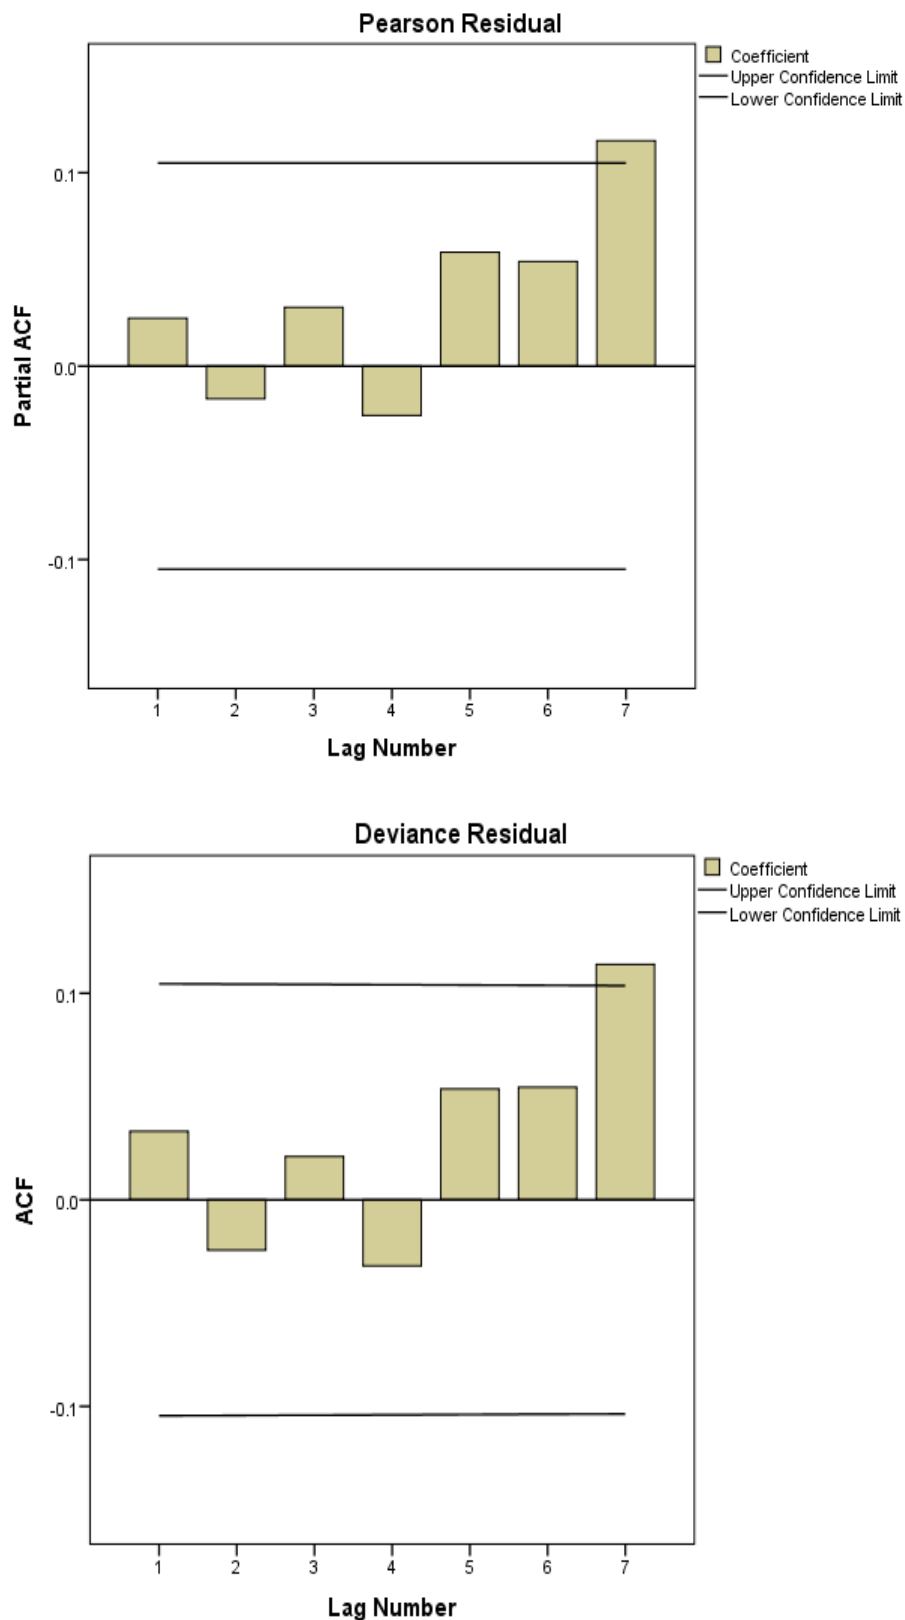 Pearson Residual
Coefficient
Upper Confidence Limit
Lower Confidence Limit
Partial ACF
0.1
0.0
-0.1
1 2 3 4 5 6 7
Lag Number
Deviance Residual
Coefficient
Upper Confidence Limit
Lower Confidence Limit
ACF
0.1
0.0
-0.1
1 2 3 4 5 6 7
Lag Number